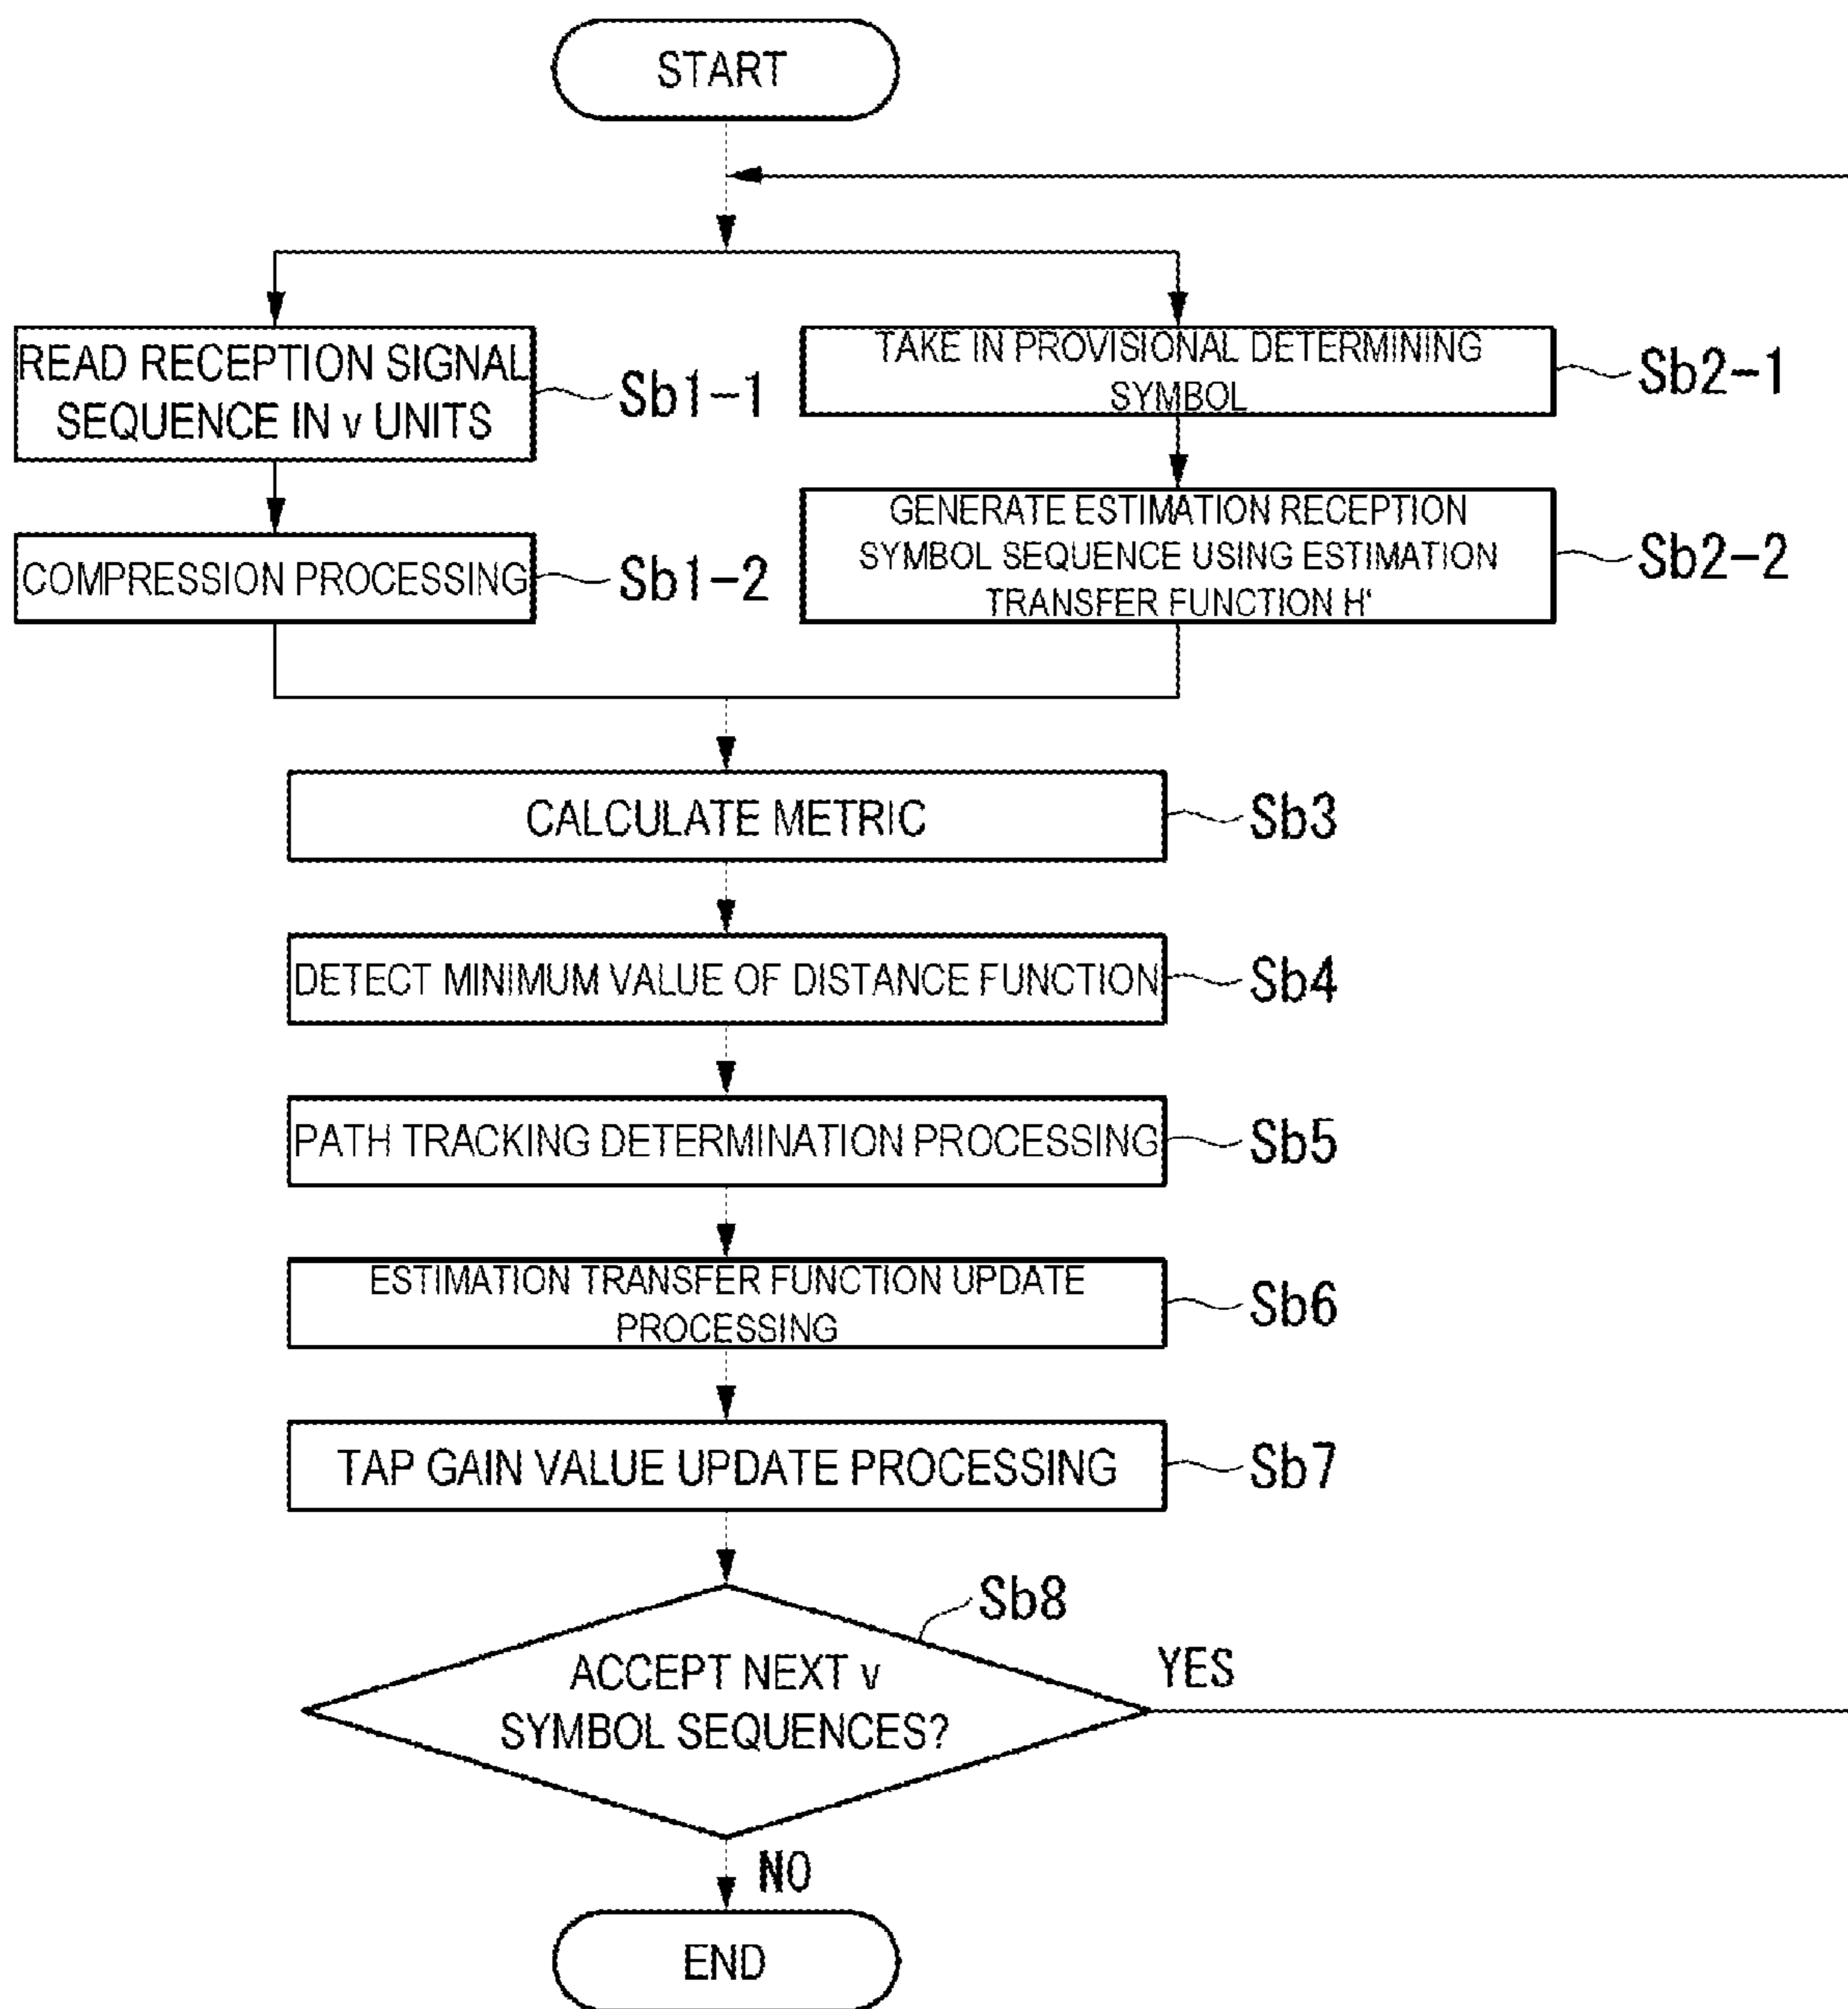 START
READ RECEPTION SIGNAL
SEQUENCE IN v UNITS
Sb1-1
TAKE IN PROVISIONAL DETERMINING
SYMBOL
Sb2-1
COMPRESSION PROCESSING
Sb1-2
GENERATE ESTIMATION RECEPTION
SYMBOL SEQUENCE USING ESTIMATION
TRANSFER FUNCTION H'
Sb2-2
CALCULATE METRIC
Sb3
DETECT MINIMUM VALUE OF DISTANCE FUNCTION
Sb4
PATH TRACKING DETERMINATION PROCESSING
Sb5
ESTIMATION TRANSFER FUNCTION UPDATE
PROCESSING
Sb6
TAP GAIN VALUE UPDATE PROCESSING
Sb7
Sb8
ACCEPT NEXT v
SYMBOL SEQUENCES?
YES
NO
END